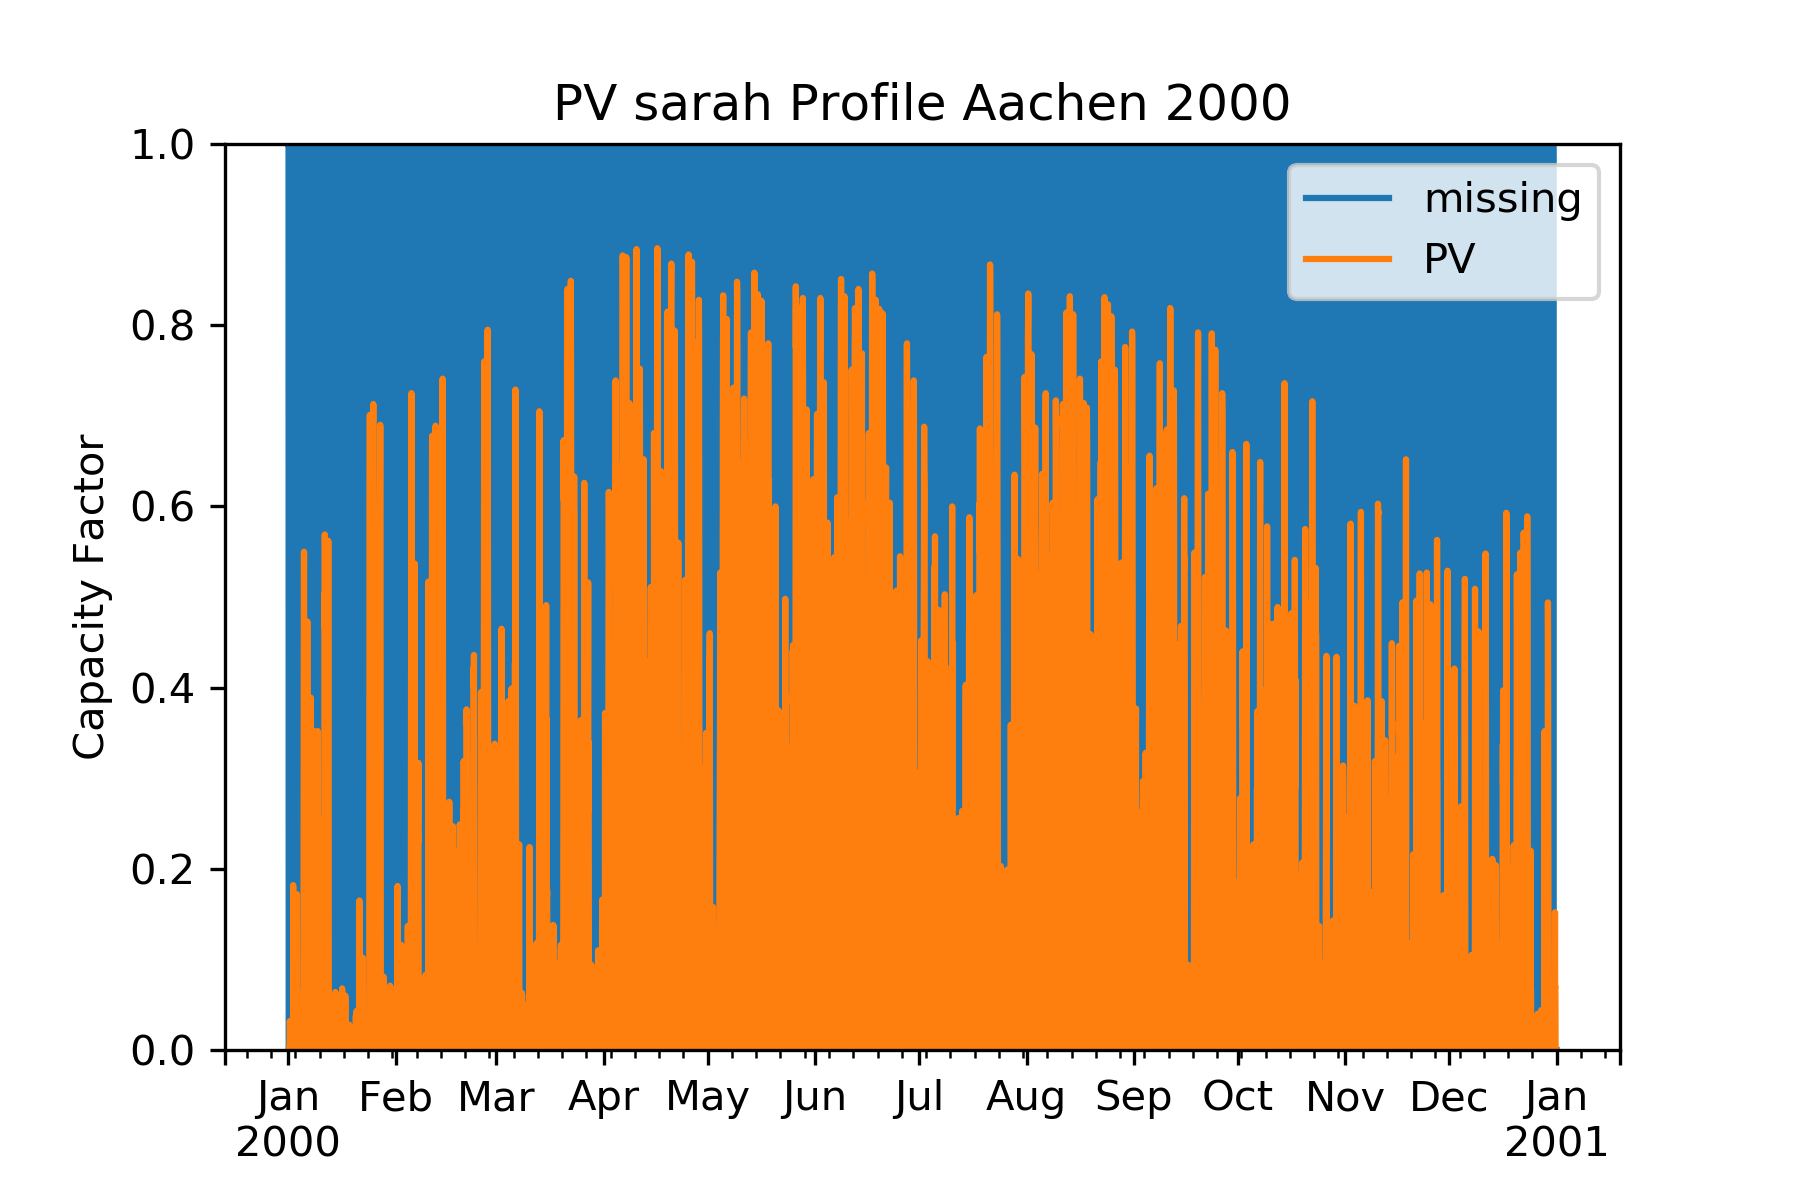 PV sarah Profile Aachen 2000
1.0
0.8
0.6
0.4
0.2
0.0
Capacity Factor
missing
PV
Jan Feb Mar Apr May Jun Jul Aug Sep Oct Nov Dec Jan
2000 2001